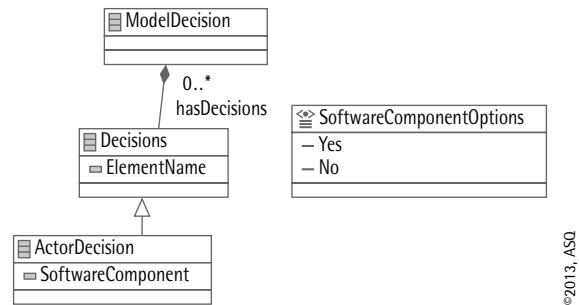 ModelDecision
0..*
hasDecisions
Decisions
ElementName
SoftwareComponentOptions
– Yes
– No
ActorDecision
SoftwareComponent
©2013, ASQ